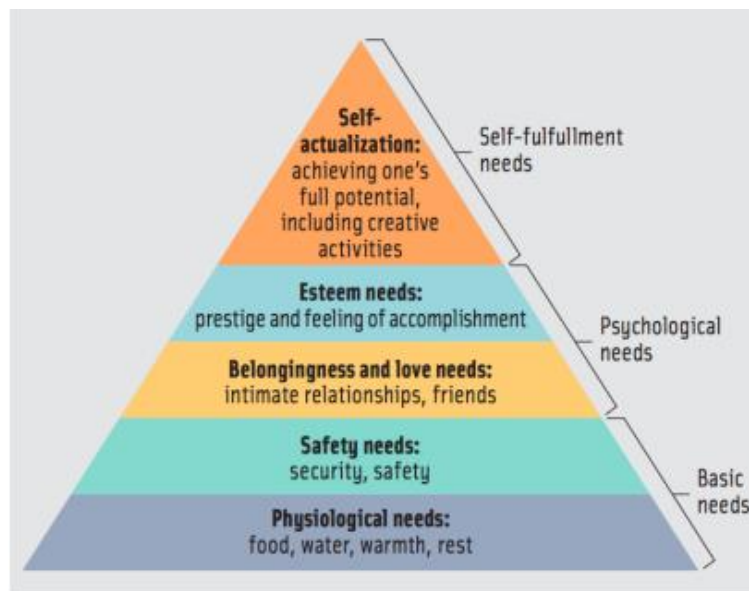 Self-
actualization:
achieving one's
full potential,
including creative
activities
Self-fulfullment
needs
Esteem needs:
prestige and feeling of accomplishment
Psychological
needs
Belongingness and love needs:
intimate relationships, friends
Safety needs:
security, safety
Basic
needs
Physiological needs:
food, water, warmth, rest